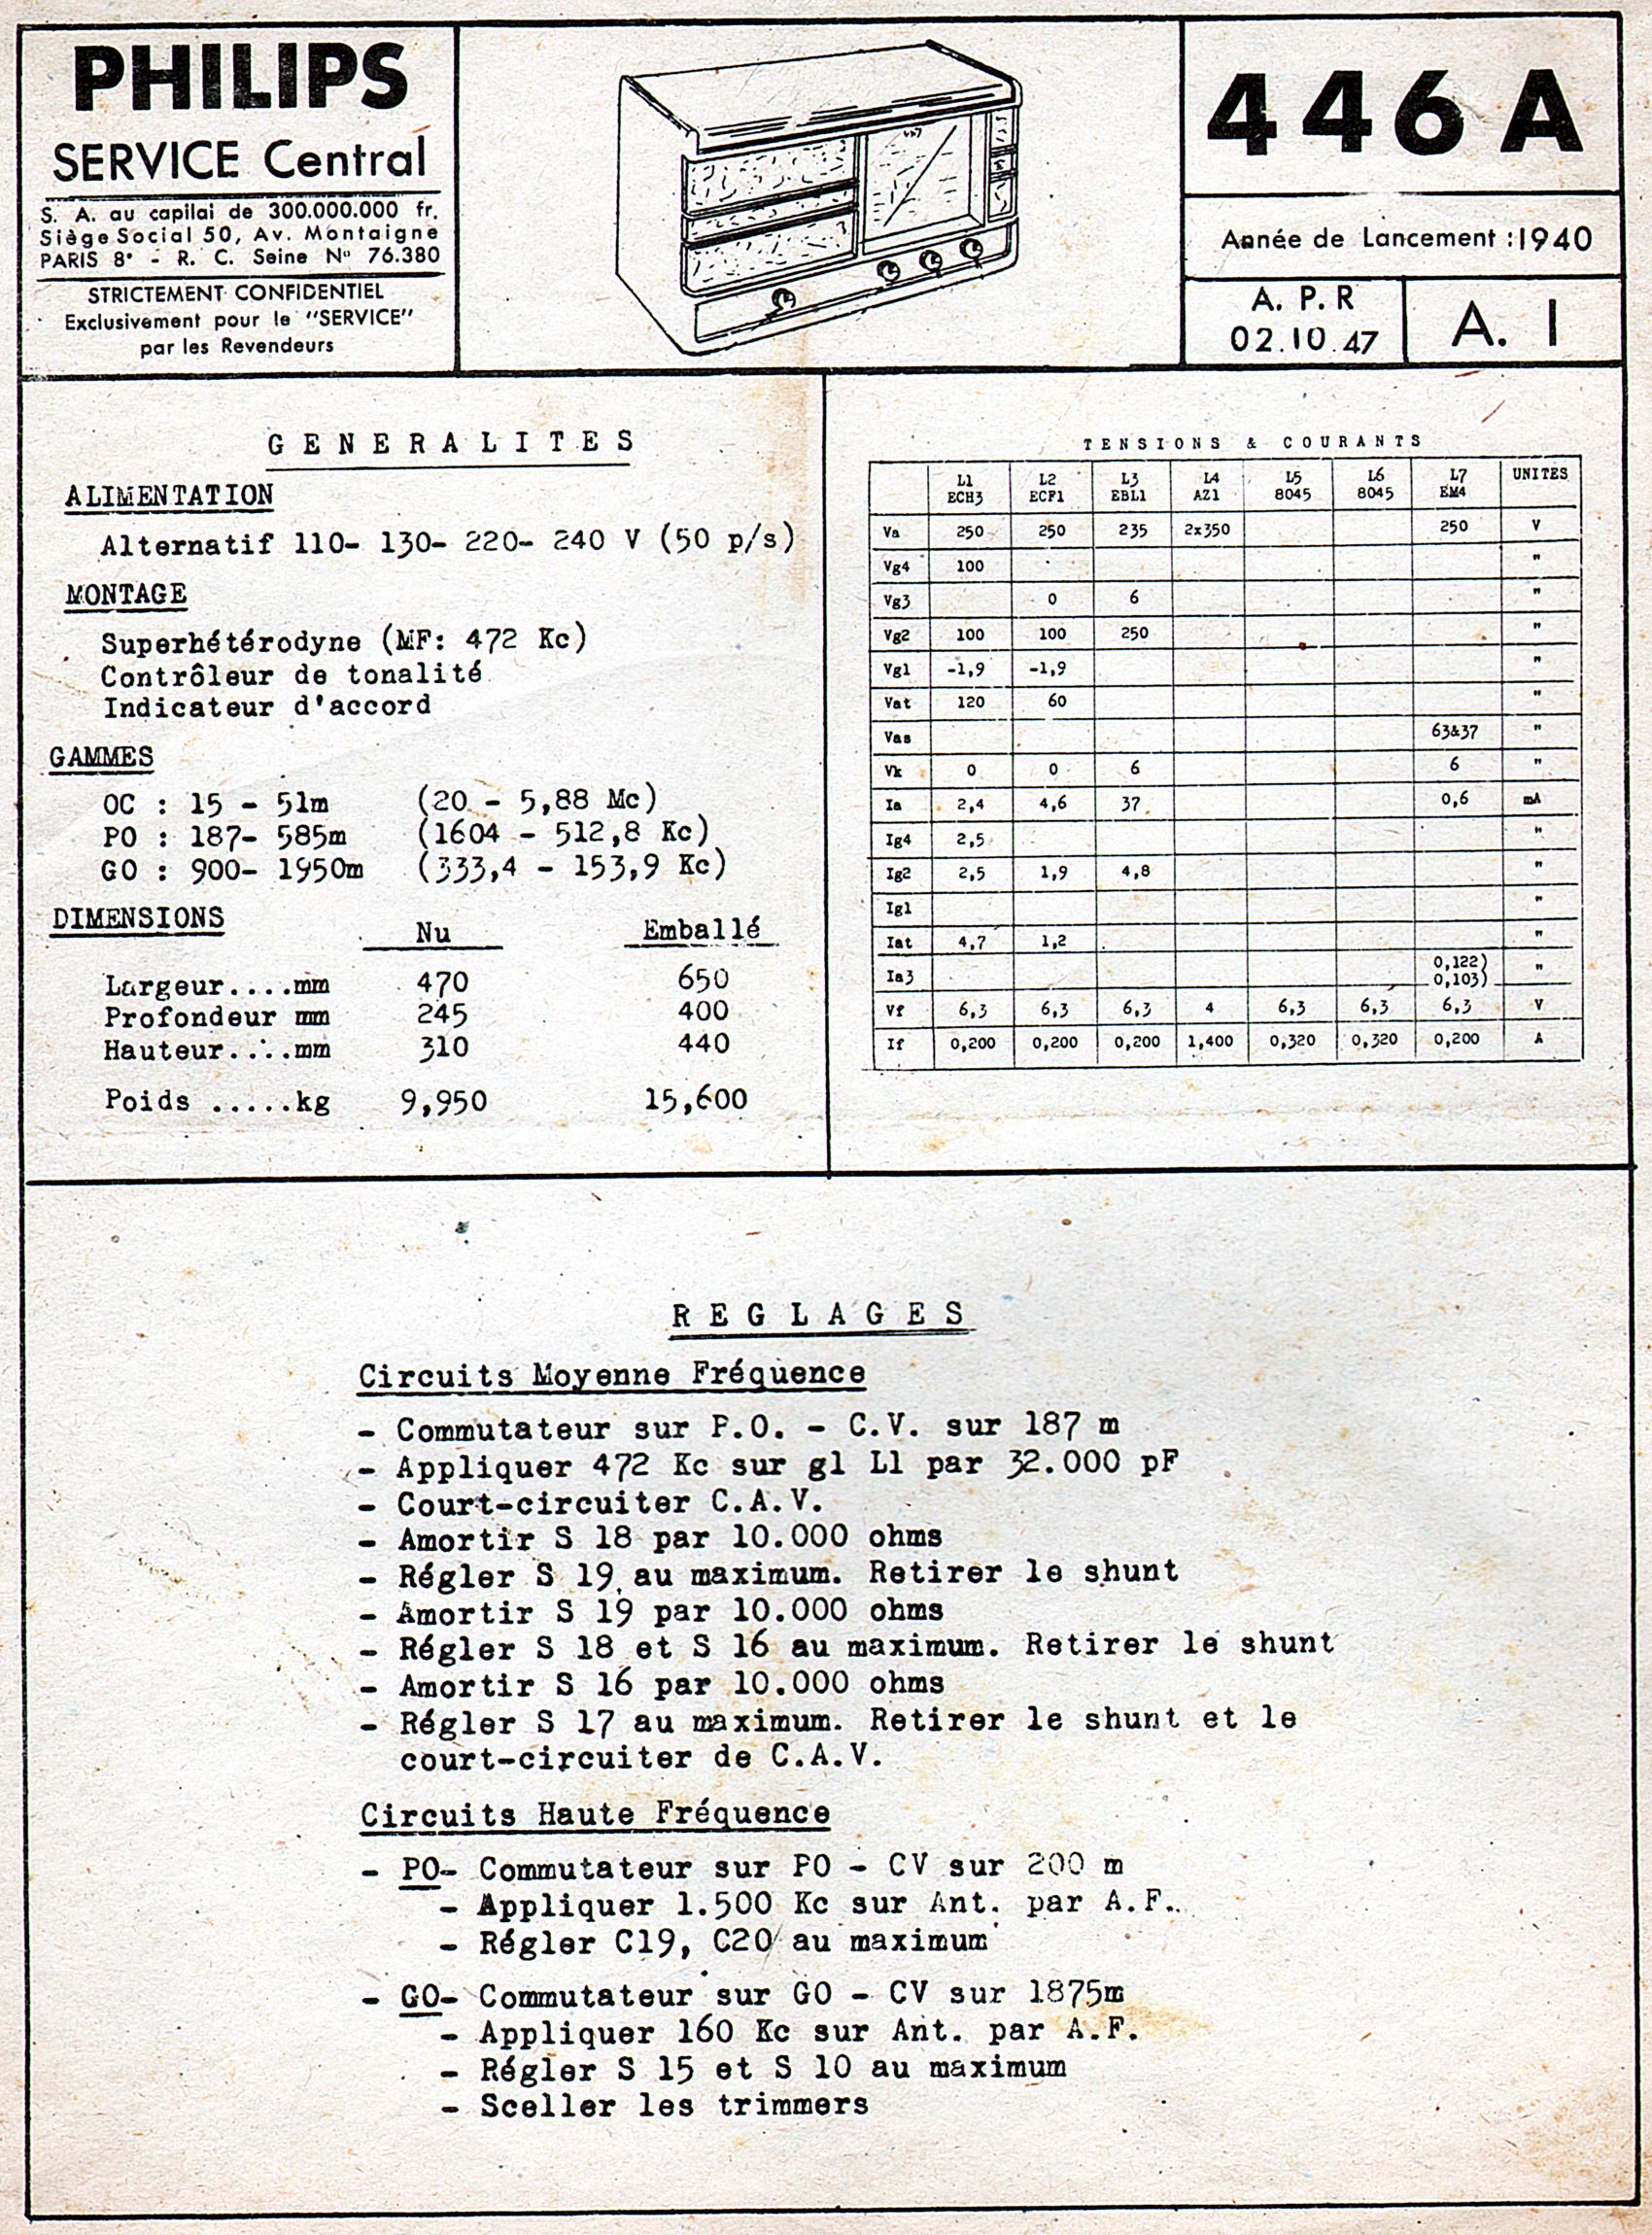 PHILIPS
SERVICE Central
S. A. au capilai de 300.000.000 fr.
Siège Social 50, Av. Montaigne
PARIS 8e - R. C. Seine No 76.380
STRICTEMENT CONFIDENTIEL
Exclusivement pour le "SERVICE"
par les Revendeurs
446 A
Année de Lancement :1940
A. P. R
02.10.47
A. I
G E N E R A L I T E S
ALIMENTATION
Alternatif 110- 130- 220- 240 V (50 p/s)
MONTAGE
Superhétérodyne (MF: 472 Kc)
Contrôleur de tonalité
Indicateur d'accord
GAMMES
OC : 15 - 51m (20 - 5,88 Mc)
PO : 187- 585m (1604 - 512,8 Kc)
GO : 900- 1950m (333,4 - 153,9 Kc)
DIMENSIONS Nu Emballé
Largeur....mm 470 650
Profondeur mm 245 400
Hauteur....mm 310 440
Poids .....kg 9,950 15,600
TENSIONS & COURANTS
L1 L2 L3 L4 L5 L6 L7 UNITÉS
ECH3 ECF1 EBL1 AZ1 8045 8045 EM4
Va 250 250 235 2x350 250 V
Vg4 100 "
Vg3 0 6 "
Vg2 100 100 250 "
Vg1 -1,9 -1,9 "
Vat 120 60 "
Vas 63&37 "
Vk 0 0 6 6 "
Ia 2,4 4,6 37 0,6 mA
Ig4 2,5 "
Ig2 2,5 1,9 4,8 "
Ig1 "
Iat 4,7 1,2 "
Ia3 0,122) "
0,103)
Vf 6,3 6,3 6,3 4 6,3 6,3 6,3 V
If 0,200 0,200 0,200 1,400 0,320 0,320 0,200 A
R E G L A G E S
Circuits Moyenne Fréquence
- Commutateur sur P.O. - C.V. sur 187 m
- Appliquer 472 Kc sur gl Ll par 32.000 pF
- Court-circuiter C.A.V.
- Amortir S 18 par 10.000 ohms
- Régler S 19 au maximum. Retirer le shunt
- Amortir S 19 par 10.000 ohms
- Régler S 18 et S 16 au maximum. Retirer le shunt
- Amortir S 16 par 10.000 ohms
- Régler S 17 au maximum. Retirer le shunt et le
court-circuiter de C.A.V.
Circuits Haute Fréquence
- PO- Commutateur sur PO - CV sur 200 m
- Appliquer 1.500 Kc sur Ant. par A.F.
- Régler C19, C20 au maximum
- GO- Commutateur sur GO - CV sur 1875m
- Appliquer 160 Kc sur Ant. par A.F.
- Régler S 15 et S 10 au maximum
- Sceller les trimmers